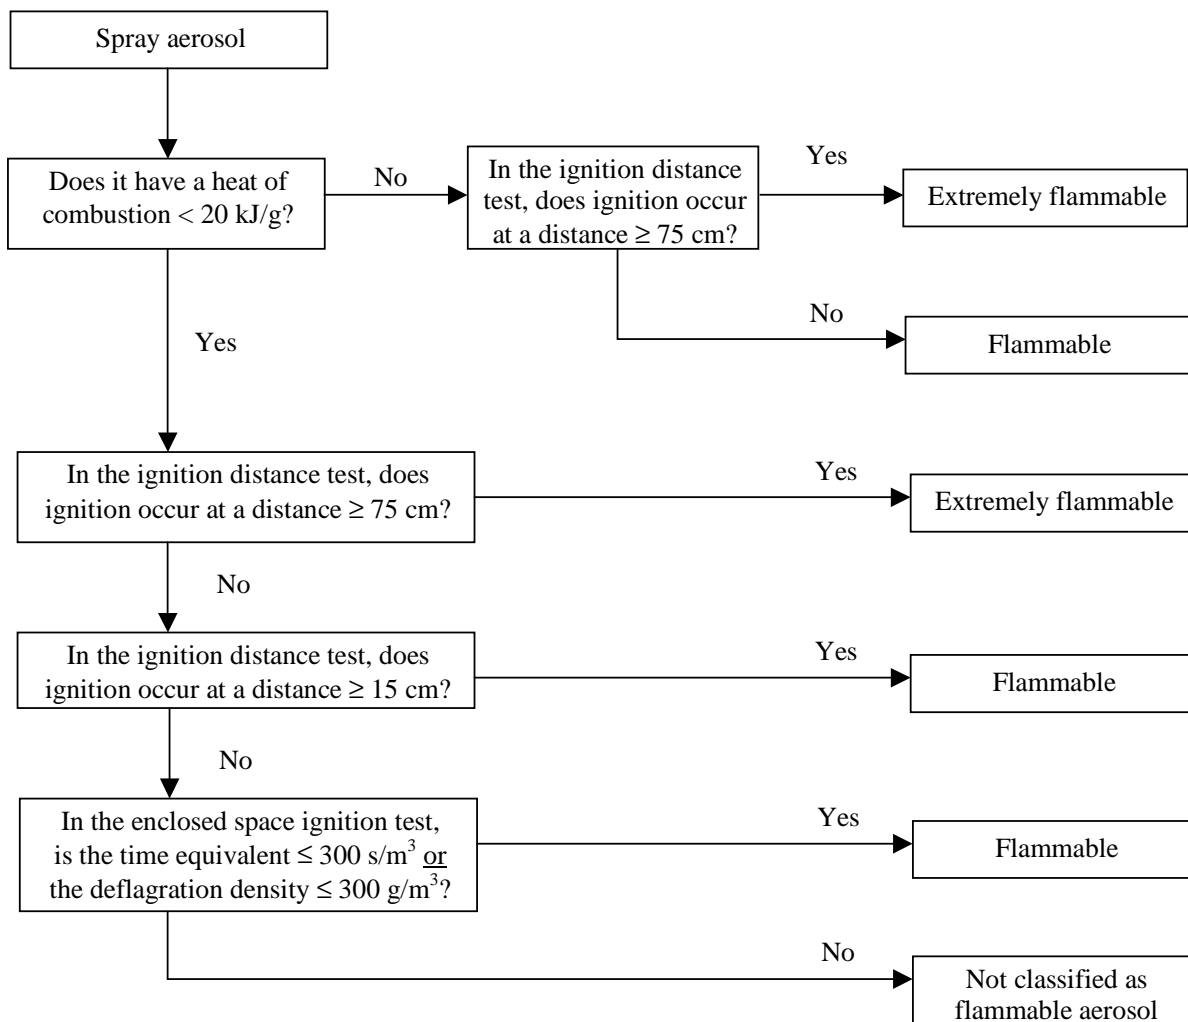 Spray aerosol
Does it have a heat of
combustion < 20 kJ/g?
No
In the ignition distance
test, does ignition occur
at a distance ≥ 75 cm?
Yes
Extremely flammable
No
Flammable
Yes
In the ignition distance test, does
ignition occur at a distance ≥ 75 cm?
Yes
Extremely flammable
No
In the ignition distance test, does
ignition occur at a distance ≥ 15 cm?
Yes
Flammable
No
In the enclosed space ignition test,
is the time equivalent ≤ 300 s/m³ or
the deflagration density ≤ 300 g/m³?
Yes
Flammable
No
Not classified as
flammable aerosol